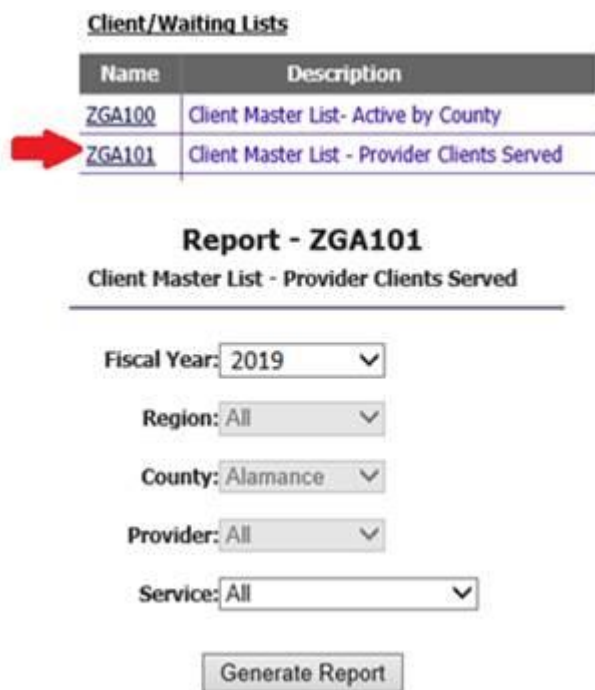 Client/Waiting Lists
Name Description
ZGA100 Client Master List- Active by County
ZGA101 Client Master List - Provider Clients Served
Report - ZGA101
Client Master List - Provider Clients Served
Fiscal Year: 2019
Region: All
County: Alamance
Provider: All
Service: All
Generate Report